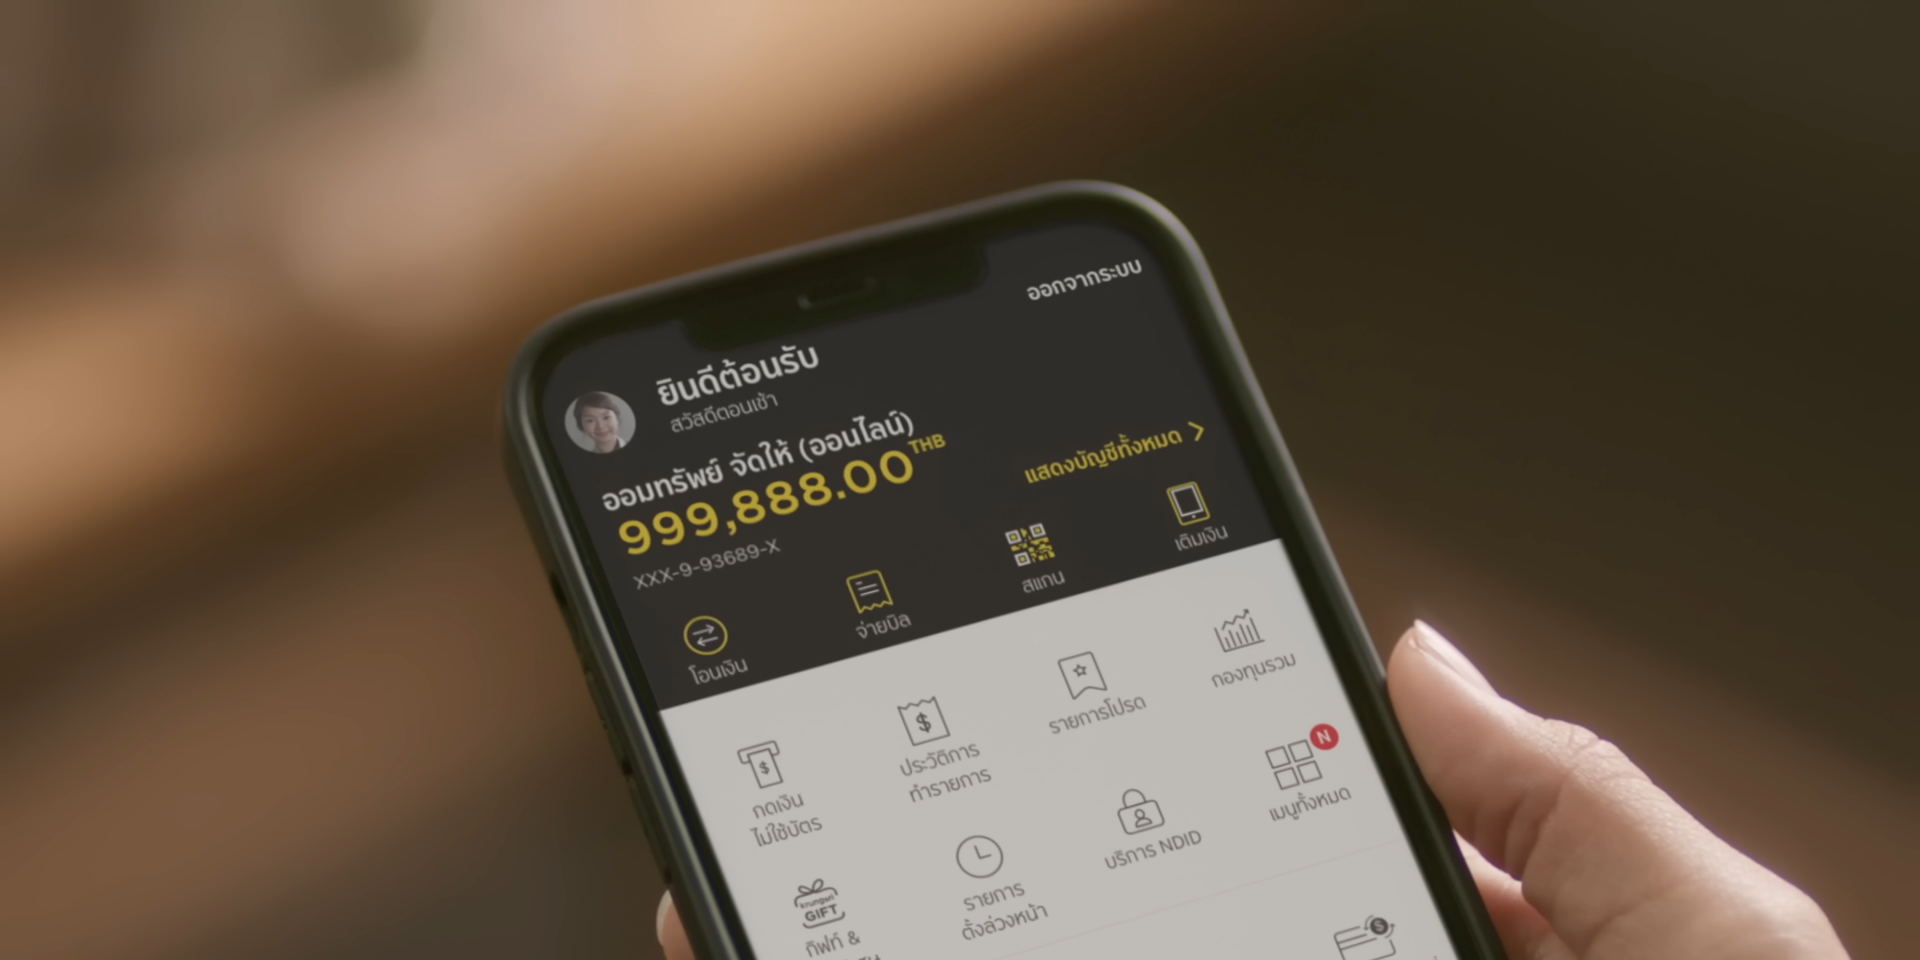 ออกจากระบบ
ยินดีต้อนรับ
สวัสดีตอนเช้า
ออมทรัพย์ จัดให้ (ออนไลน์)
999,888.00 THB
แสดงบัญชีทั้งหมด >
XXX-9-93689-X
โอนเงิน
จ่ายบิล
สแกน
เติมเงิน
กดเงิน
ไม่ใช้บัตร
$
ประวัติการ
ทำรายการ
$
รายการโปรด
กองทุนรวม
krungsri
GIFT
กิฟท์ &
รายการ
ตั้งล่วงหน้า
บริการ NDID
N
เมนูทั้งหมด
$